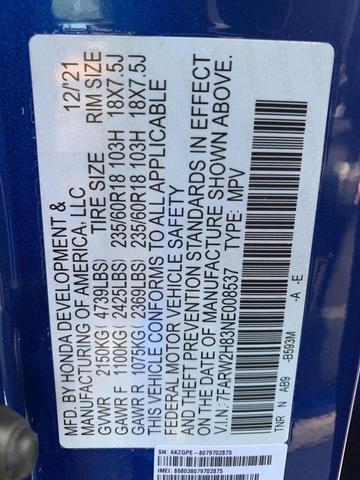 MFD. BY HONDA DEVELOPMENT & 12/21
MANUFACTURING OF AMERICA, LLC
TIRE SIZE RIM SIZE
GVWR 2150KG ( 4739LBS)
GAWR F 1100KG ( 2425LBS) 235/60R18 103H 18X7.5J
GAWR R 1075KG ( 2369LBS) 235/60R18 103H 18X7.5J
THIS VEHICLE CONFORMS TO ALL APPLICABLE
FEDERAL MOTOR VEHICLE SAFETY,
BUMPER, AND THEFT PREVENTION STANDARDS IN EFFECT
ON THE DATE OF MANUFACTURE SHOWN ABOVE.
V.I.N.: 7FARW2H83NE008537 TYPE: MPV
TNR N AB9 -B593M -A -E
SN: AKZGPE - 8079702875
IMEI: 868038079702875